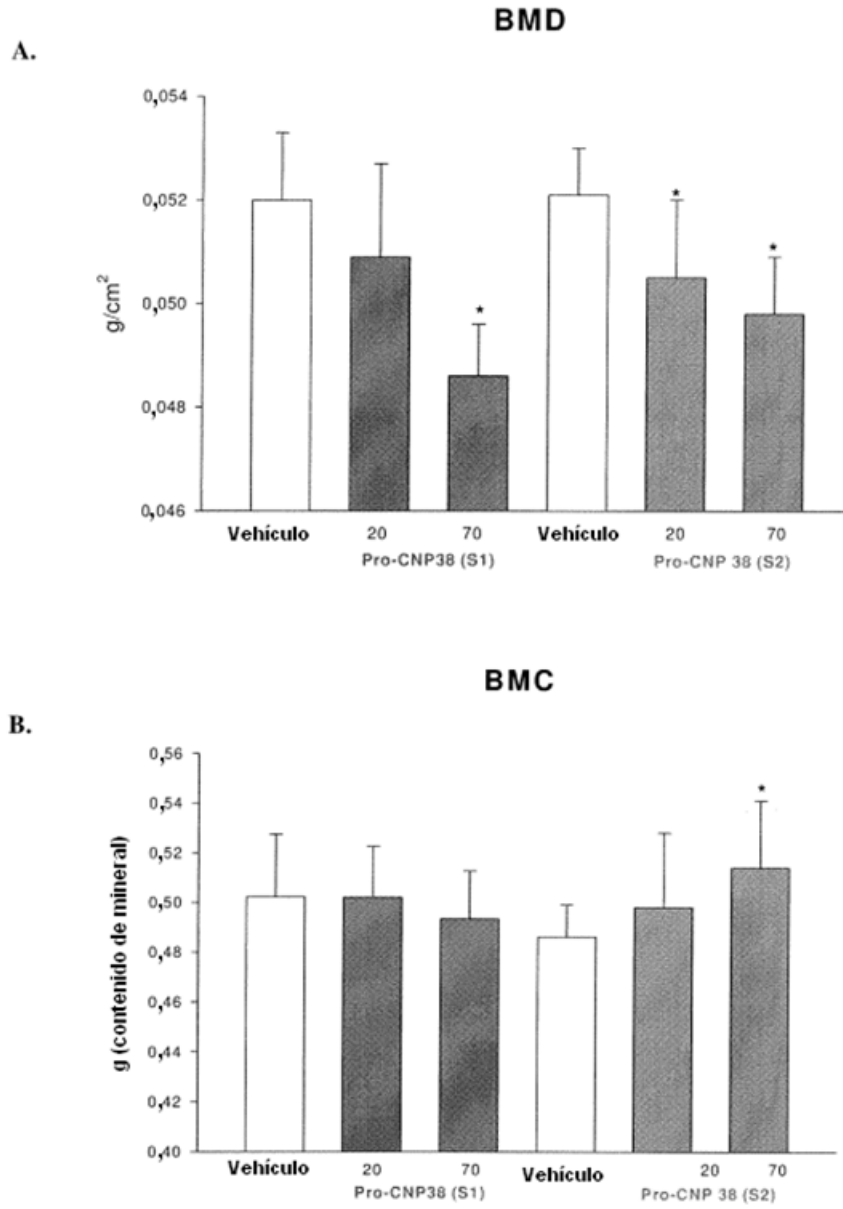 BMD
A.
0,054
0,052
0,050
0,048
0,046
g/cm²
*
*
*
Vehículo 20 70 Vehículo 20 70
Pro-CNP38 (S1) Pro-CNP 38 (S2)
BMC
B.
0,56
0,54
0,52
0,50
0,48
0,46
0,44
0,42
0,40
g (contenido de mineral)
*
Vehículo 20 70 Vehículo 20 70
Pro-CNP38 (S1) Pro-CNP 38 (S2)